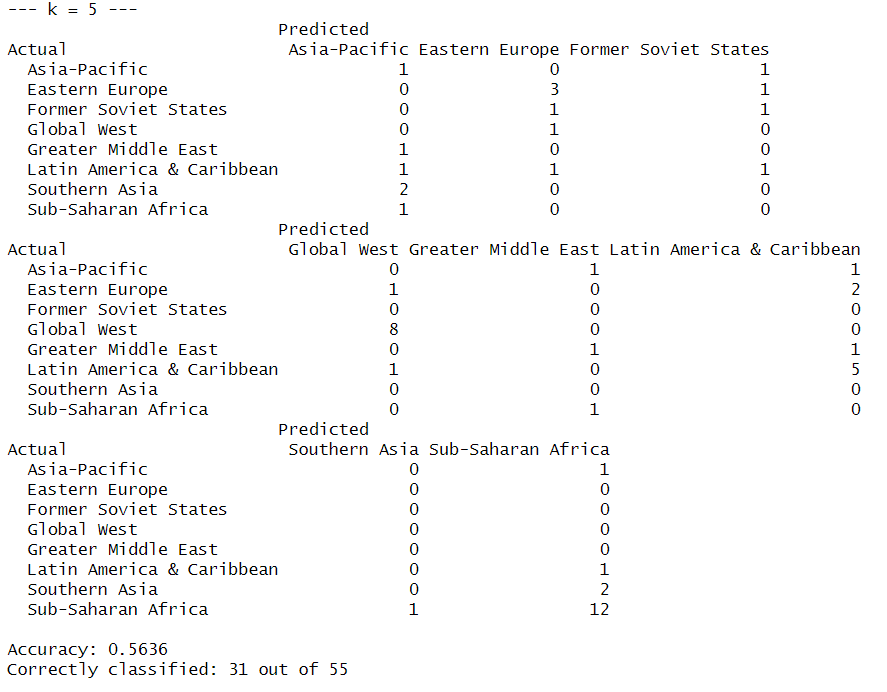 --- k = 5 ---
                           Predicted
Actual                      Asia-Pacific Eastern Europe Former Soviet States
  Asia-Pacific                         1              0                    1
  Eastern Europe                       0              3                    1
  Former Soviet States                 0              1                    1
  Global West                          0              1                    0
  Greater Middle East                  1              0                    0
  Latin America & Caribbean            1              1                    1
  Southern Asia                        2              0                    0
  Sub-Saharan Africa                   1              0                    0
                           Predicted
Actual                      Global West Greater Middle East Latin America & Caribbean
  Asia-Pacific                        0                   1                         1
  Eastern Europe                      1                   0                         2
  Former Soviet States                0                   0                         0
  Global West                         8                   0                         0
  Greater Middle East                 0                   1                         1
  Latin America & Caribbean           1                   0                         5
  Southern Asia                       0                   0                         0
  Sub-Saharan Africa                  0                   1                         0
                           Predicted
Actual                      Southern Asia Sub-Saharan Africa
  Asia-Pacific                          0                  1
  Eastern Europe                        0                  0
  Former Soviet States                  0                  0
  Global West                           0                  0
  Greater Middle East                   0                  0
  Latin America & Caribbean             0                  1
  Southern Asia                         0                  2
  Sub-Saharan Africa                    1                 12

Accuracy: 0.5636
Correctly classified: 31 out of 55